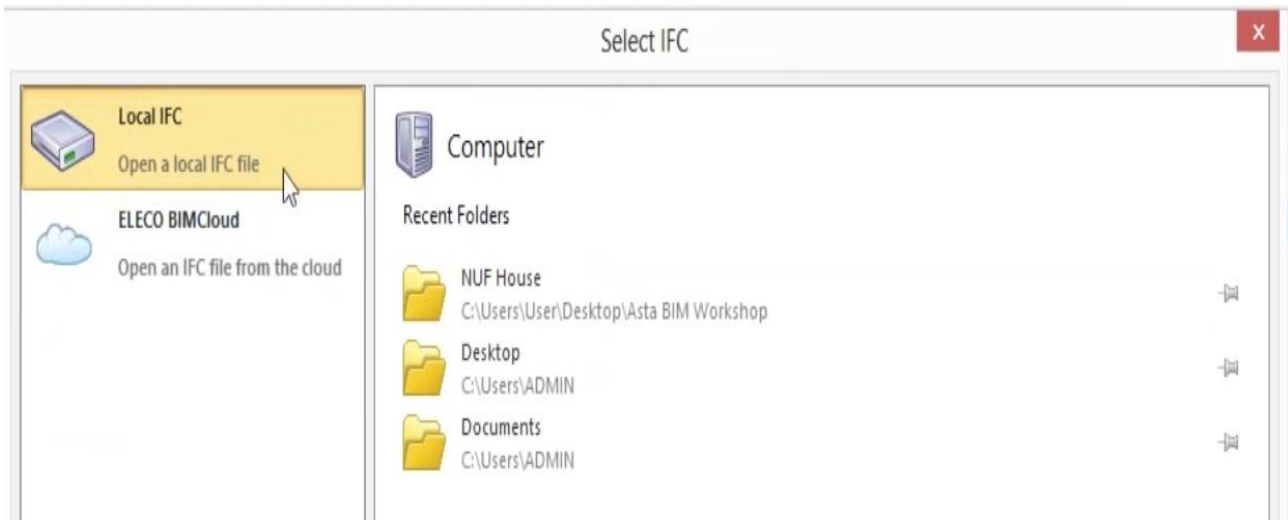 Select IFC
X
Local IFC
Open a local IFC file
ELECO BIMCloud
Open an IFC file from the cloud
Computer
Recent Folders
NUF House
C:\Users\User\Desktop\Asta BIM Workshop
Desktop
C:\Users\ADMIN
Documents
C:\Users\ADMIN